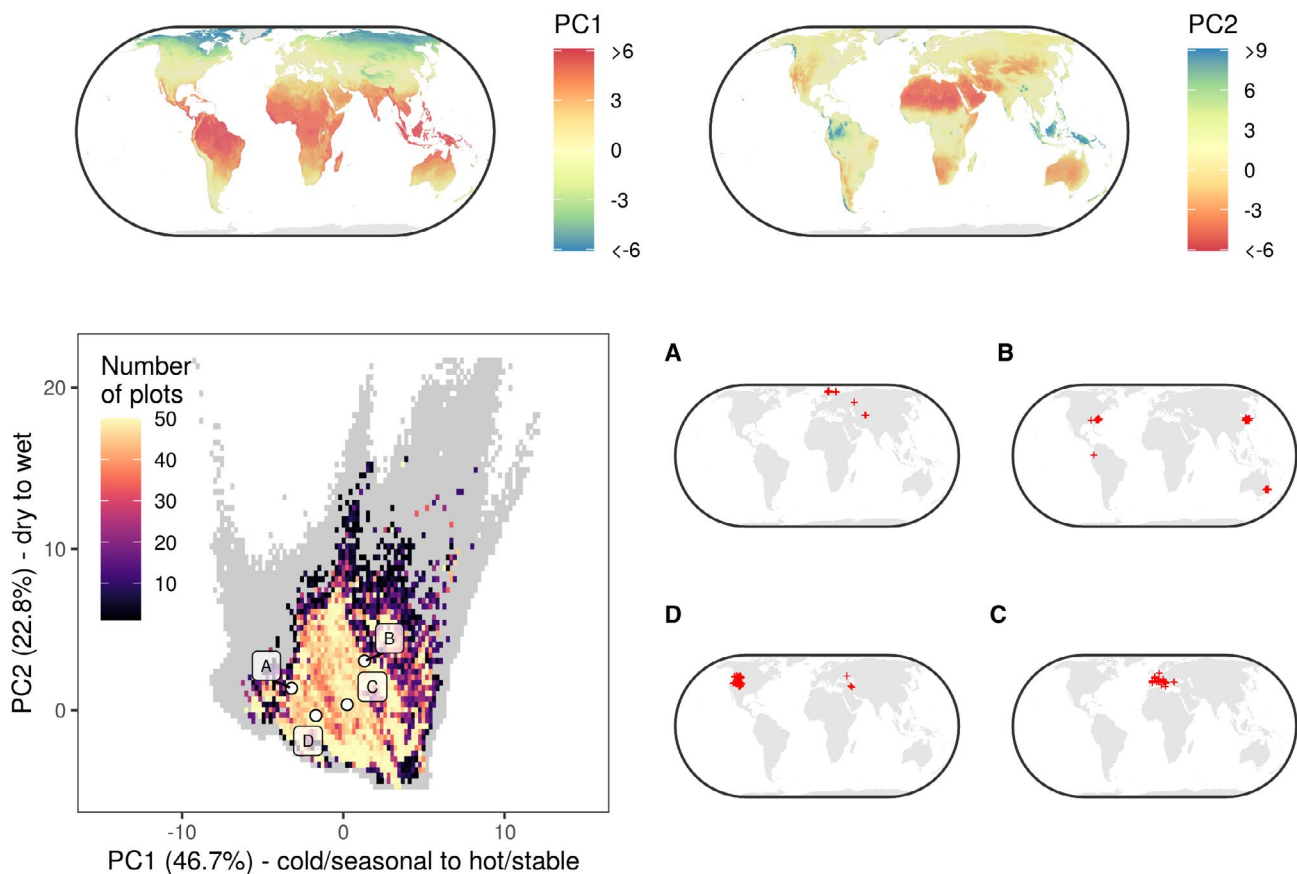 PC1
>6
3
0
-3
<-6
PC2
>9
6
3
0
-3
<-6
Number
of plots
50
40
30
20
10
20
10
0
PC2 (22.8%) - dry to wet
A
B
C
D
-10
0
10
PC1 (46.7%) - cold/seasonal to hot/stable
A
B
D
C